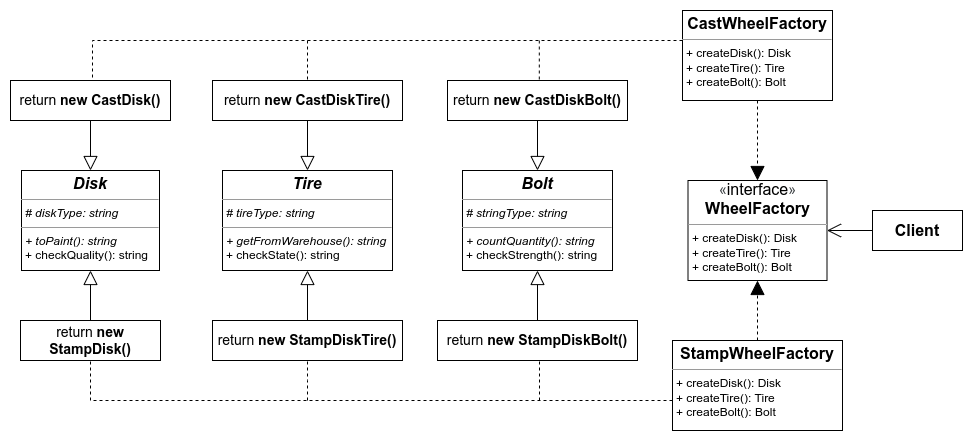 CastWheelFactory
+ createDisk(): Disk
+ createTire(): Tire
+ createBolt(): Bolt
return new CastDisk()
return new CastDiskTire()
return new CastDiskBolt()
Disk
# diskType: string
+ toPaint(): string
+ checkQuality(): string
Tire
# tireType: string
+ getFromWarehouse(): string
+ checkState(): string
Bolt
# stringType: string
+ countQuantity(): string
+ checkStrength(): string
«interface»
WheelFactory
+ createDisk(): Disk
+ createTire(): Tire
+ createBolt(): Bolt
Client
return new
StampDisk()
return new StampDiskTire()
return new StampDiskBolt()
StampWheelFactory
+ createDisk(): Disk
+ createTire(): Tire
+ createBolt(): Bolt